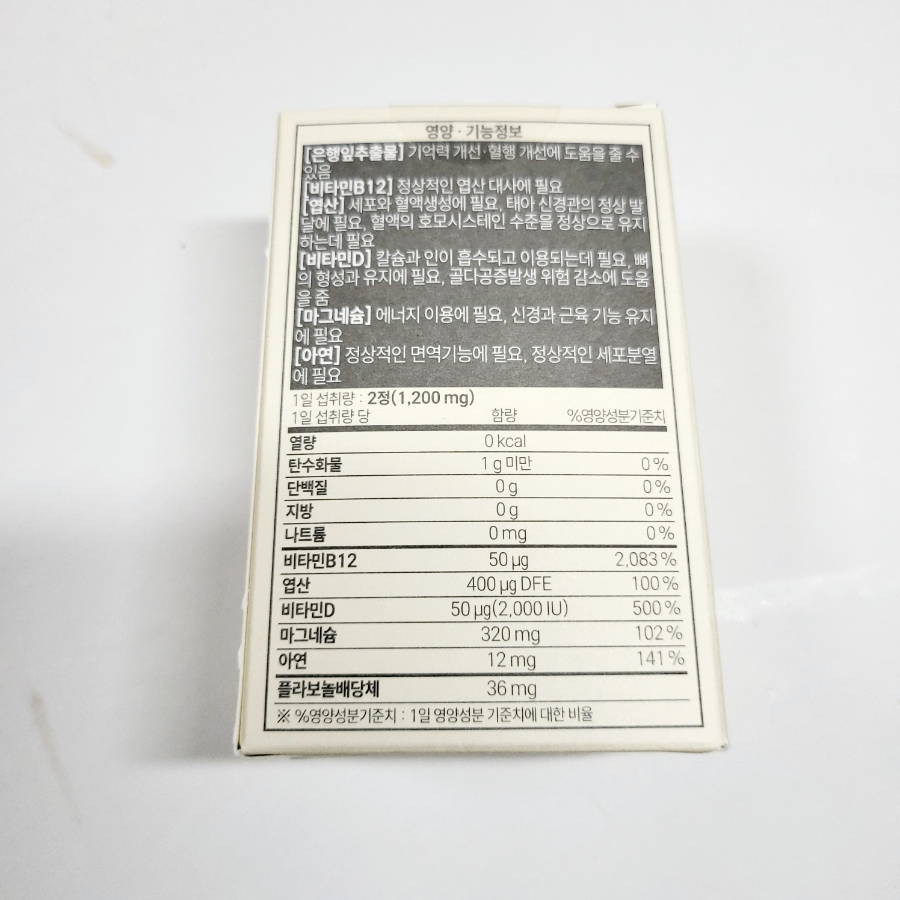 영양 · 기능정보
[은행잎추출물] 기억력 개선·혈행 개선에 도움을 줄 수
있음
[비타민B12] 정상적인 엽산 대사에 필요
[엽산] 세포와 혈액생성에 필요, 태아 신경관의 정상 발
달에 필요, 혈액의 호모시스테인 수준을 정상으로 유지
하는데 필요
[비타민D] 칼슘과 인이 흡수되고 이용되는데 필요, 뼈
의 형성과 유지에 필요, 골다공증발생 위험 감소에 도움
을 줌
[마그네슘] 에너지 이용에 필요, 신경과 근육 기능 유지
에 필요
[아연] 정상적인 면역기능에 필요, 정상적인 세포분열
에 필요
1일 섭취량 : 2정(1,200 mg)
1일 섭취량 당 함량 %영양성분기준치
열량 0 kcal
탄수화물 1 g 미만 0 %
단백질 0 g 0 %
지방 0 g 0 %
나트륨 0 mg 0 %
비타민B12 50 µg 2,083 %
엽산 400 µg DFE 100 %
비타민D 50 µg(2,000 IU) 500 %
마그네슘 320 mg 102 %
아연 12 mg 141 %
플라보놀배당체 36 mg
※ %영양성분기준치 : 1일 영양성분 기준치에 대한 비율